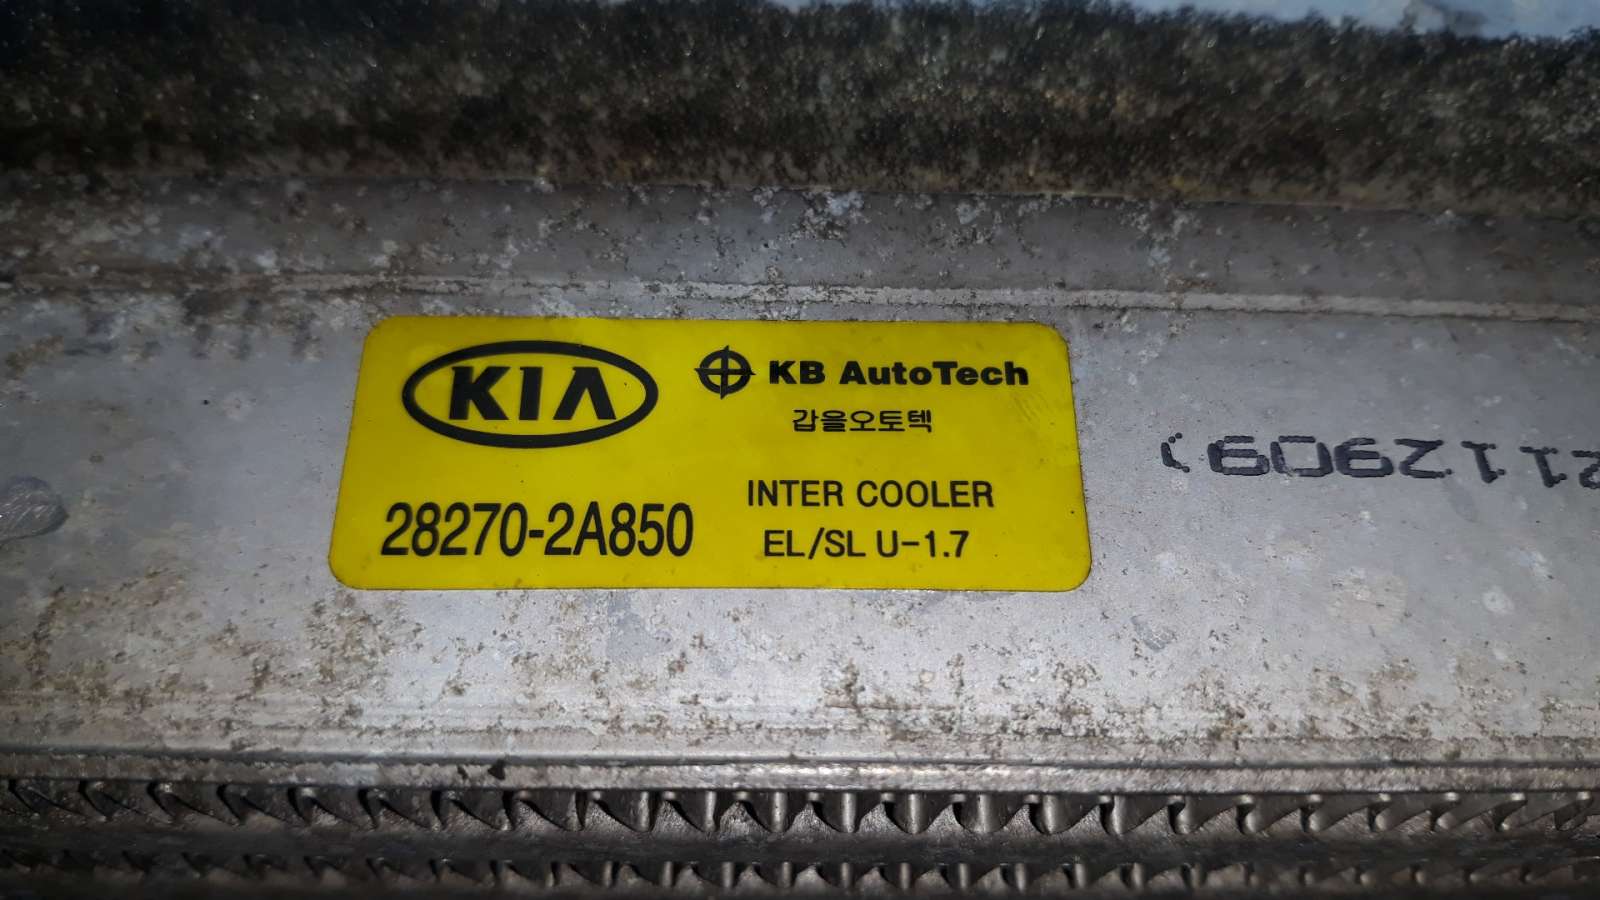 KIA
KB AutoTech
갑을오토텍
28270-2A850
INTER COOLER
EL/SL U-1.7